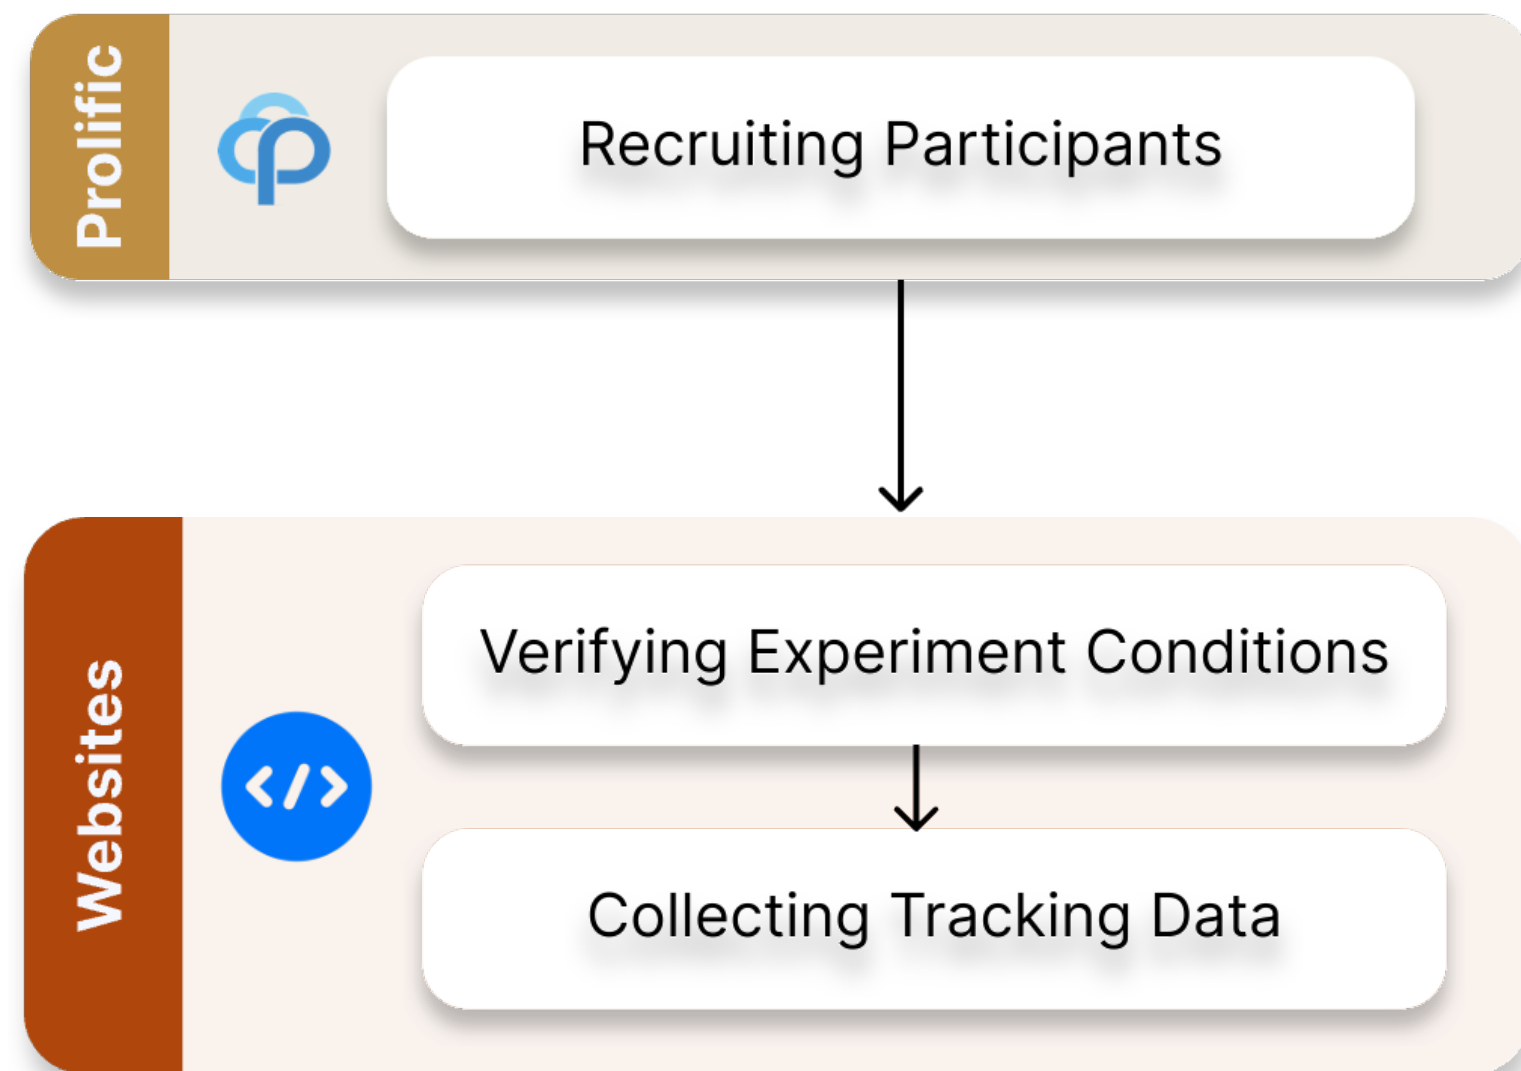 Prolific
Recruiting Participants
Websites
Verifying Experiment Conditions
</>
Collecting Tracking Data